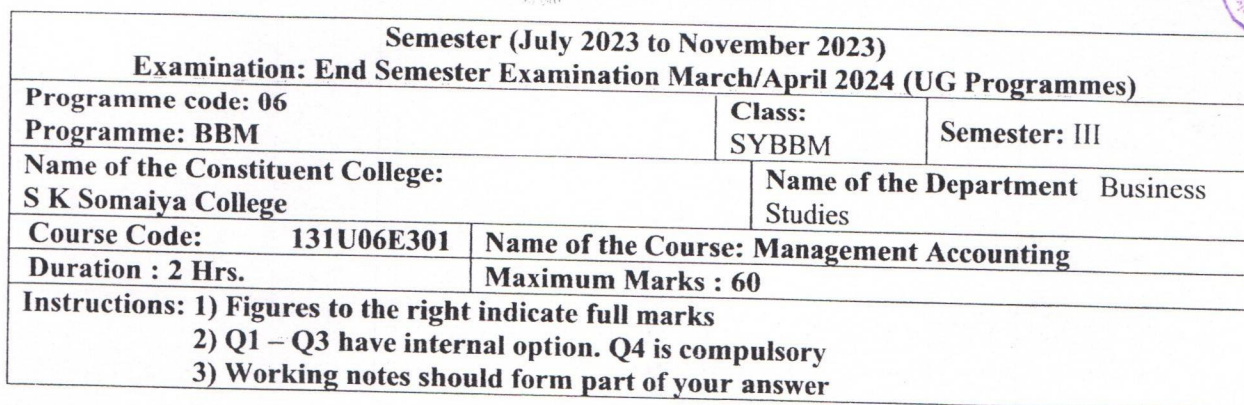 Semester (July 2023 to November 2023)
Examination: End Semester Examination March/April 2024 (UG Programmes)
Programme code: 06
Programme: BBM
Class:
SYBBM
Semester: III
Name of the Constituent College:
S K Somaiya College
Name of the Department Business
Studies
Course Code: 131U06E301
Name of the Course: Management Accounting
Duration : 2 Hrs.
Maximum Marks : 60
Instructions: 1) Figures to the right indicate full marks
2) Q1 – Q3 have internal option. Q4 is compulsory
3) Working notes should form part of your answer